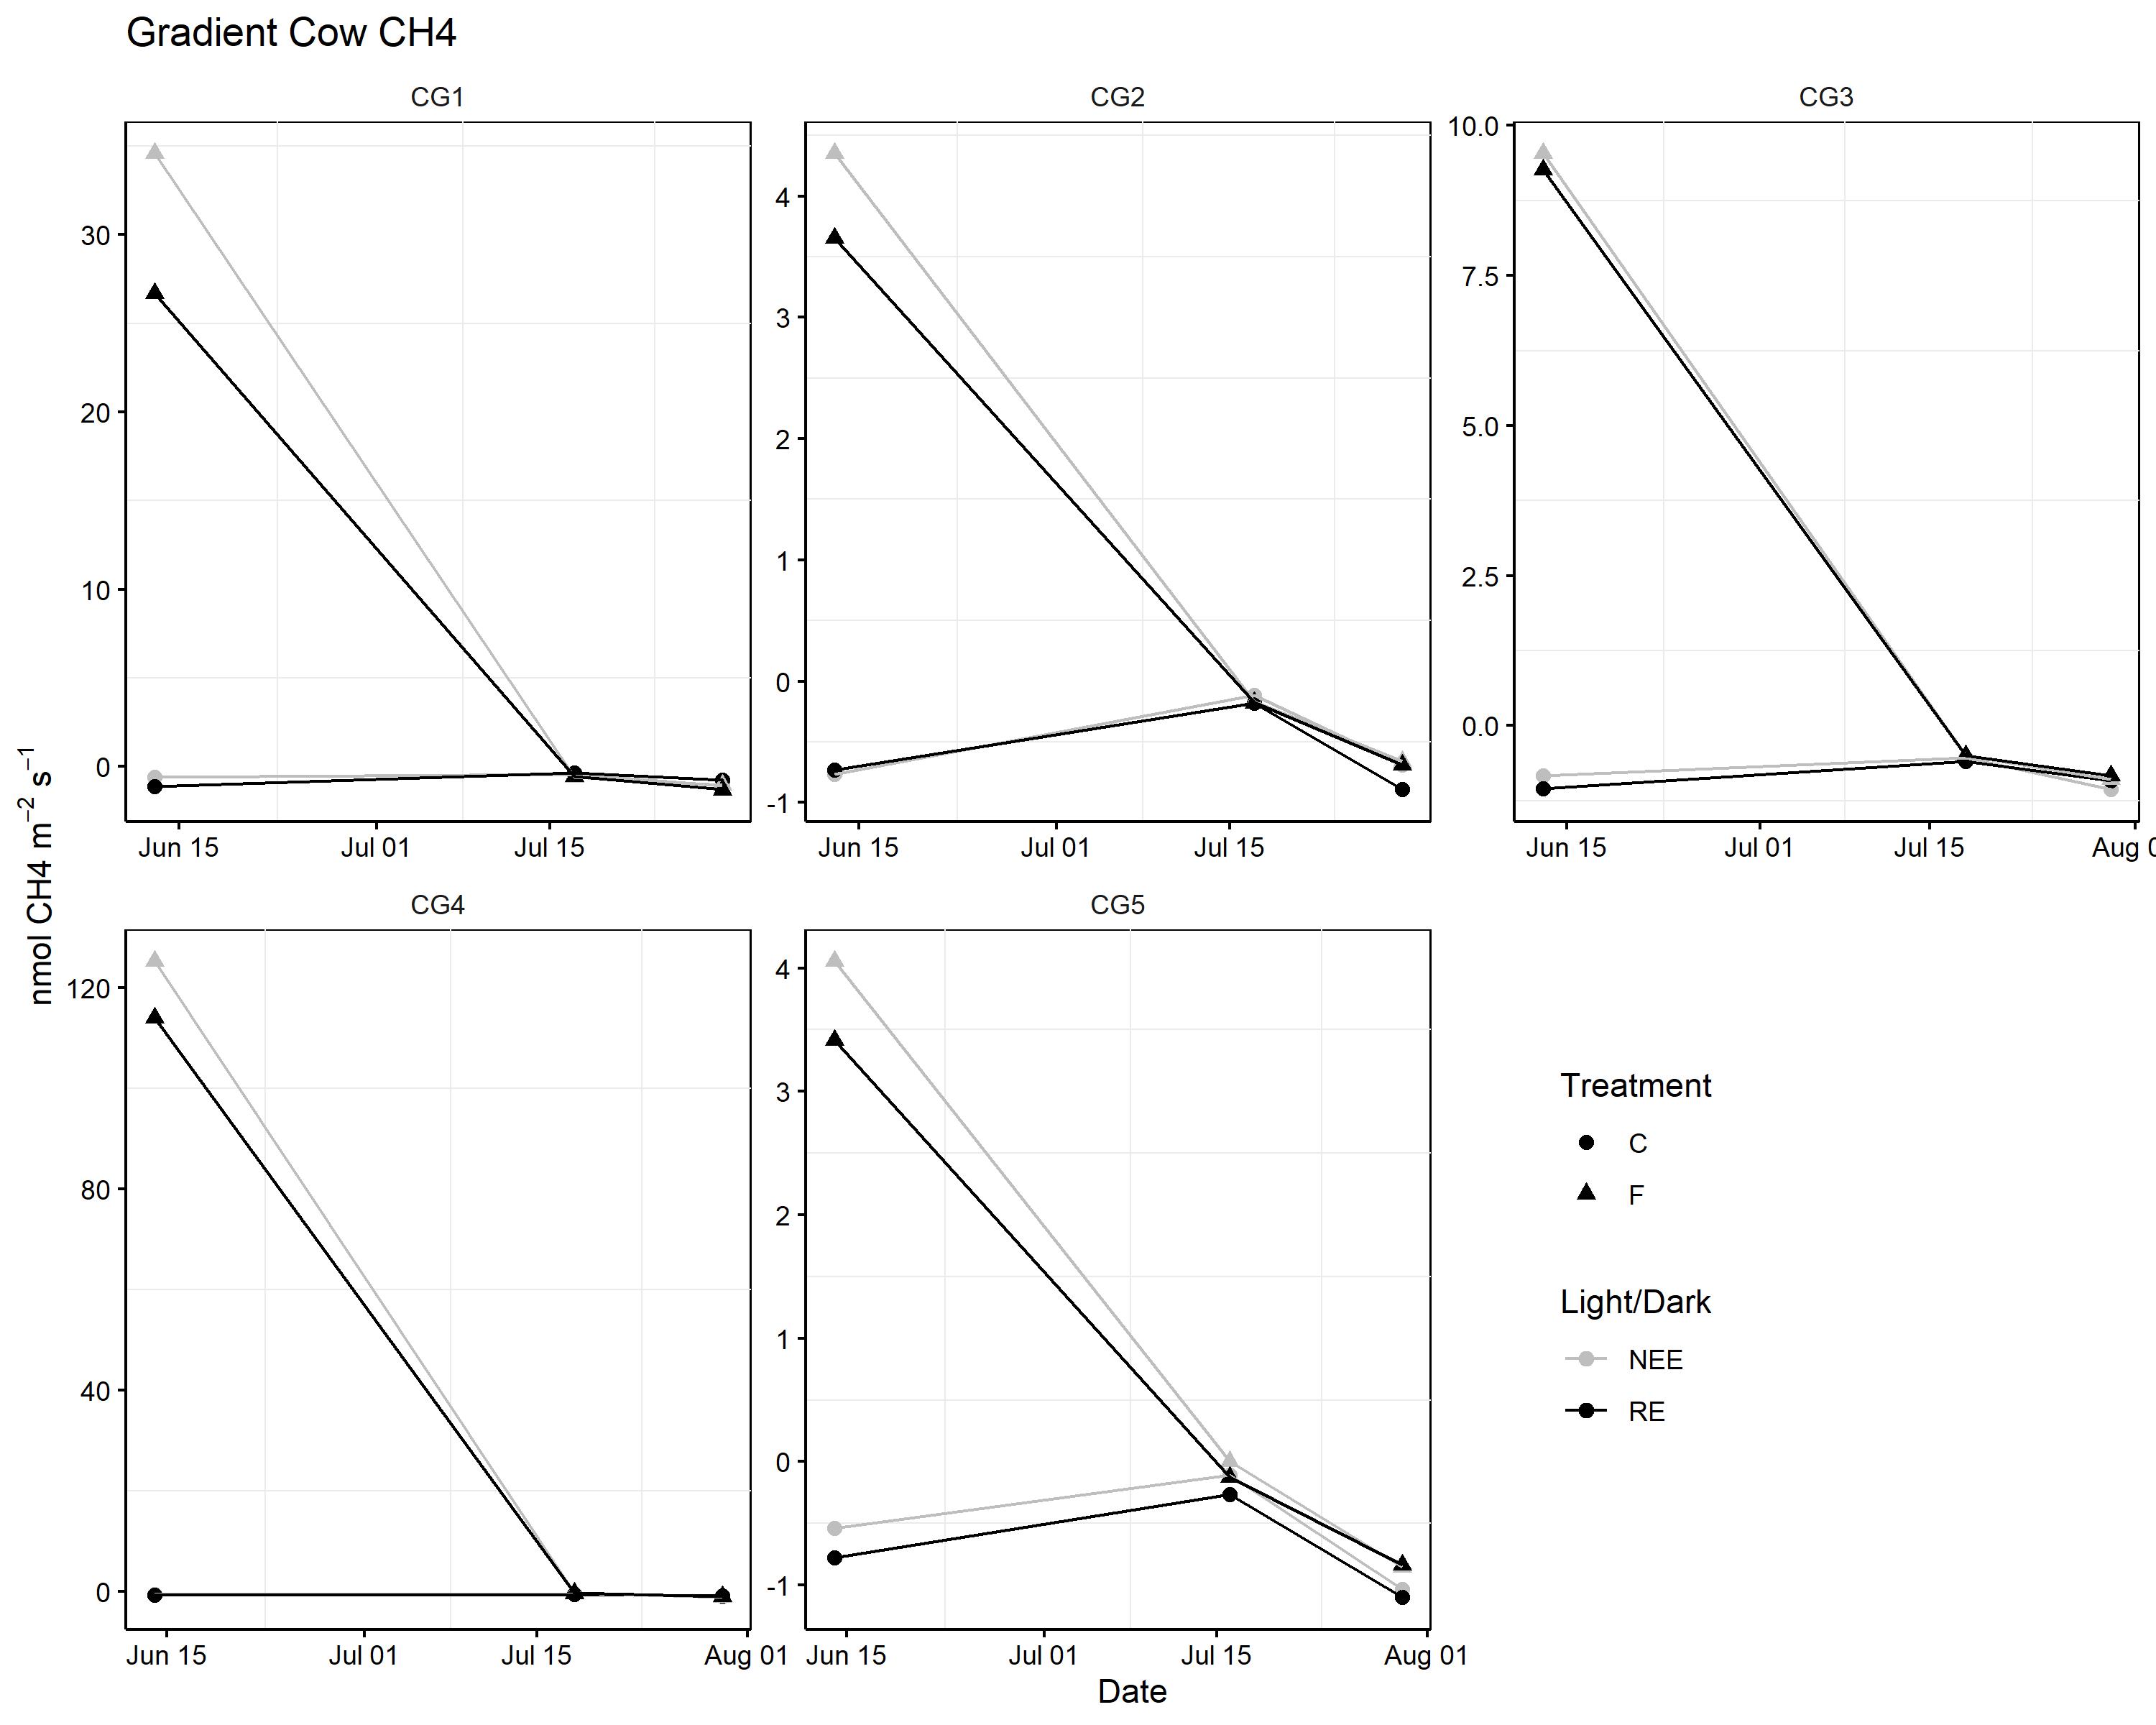 Gradient Cow CH4
CG1
CG2
CG3
30
20
10
0
Jun 15
Jul 01
Jul 15
4
3
2
1
0
-1
Jun 15
Jul 01
Jul 15
10.0
7.5
5.0
2.5
0.0
Jun 15
Jul 01
Jul 15
Aug 0
nmol CH4 m⁻² s⁻¹
CG4
CG5
120
80
40
0
Jun 15
Jul 01
Jul 15
Aug 01
4
3
2
1
0
-1
Jun 15
Jul 01
Jul 15
Aug 01
Date
Treatment
C
F
Light/Dark
NEE
RE